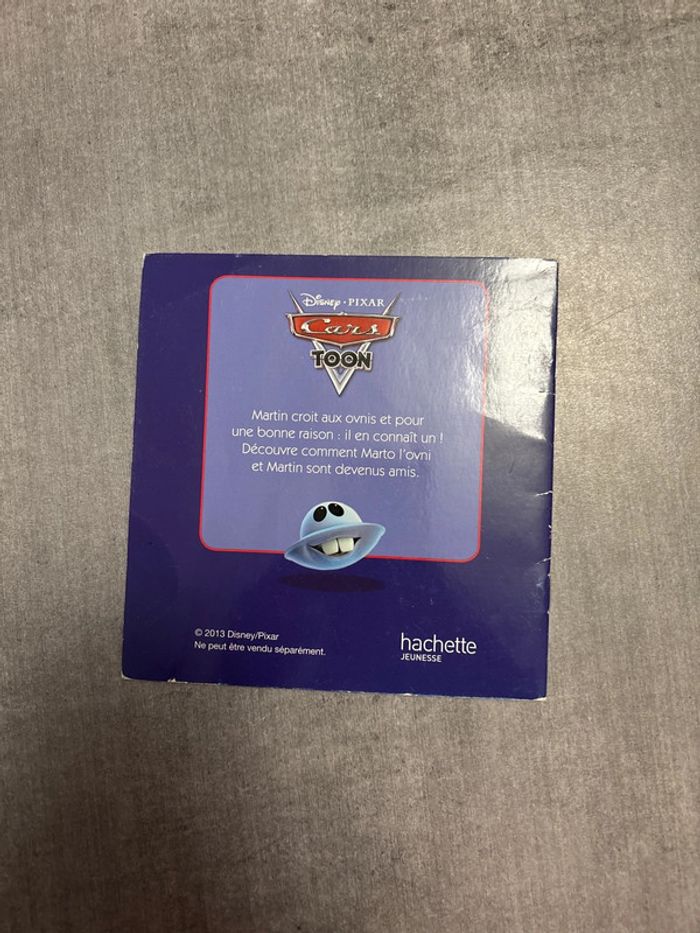 Disney · PIXAR
Cars
TOON
Martin croit aux ovnis et pour
une bonne raison : il en connaît un !
Découvre comment Marto l'ovni
et Martin sont devenus amis.
© 2013 Disney/Pixar
Ne peut être vendu séparément.
hachette
JEUNESSE